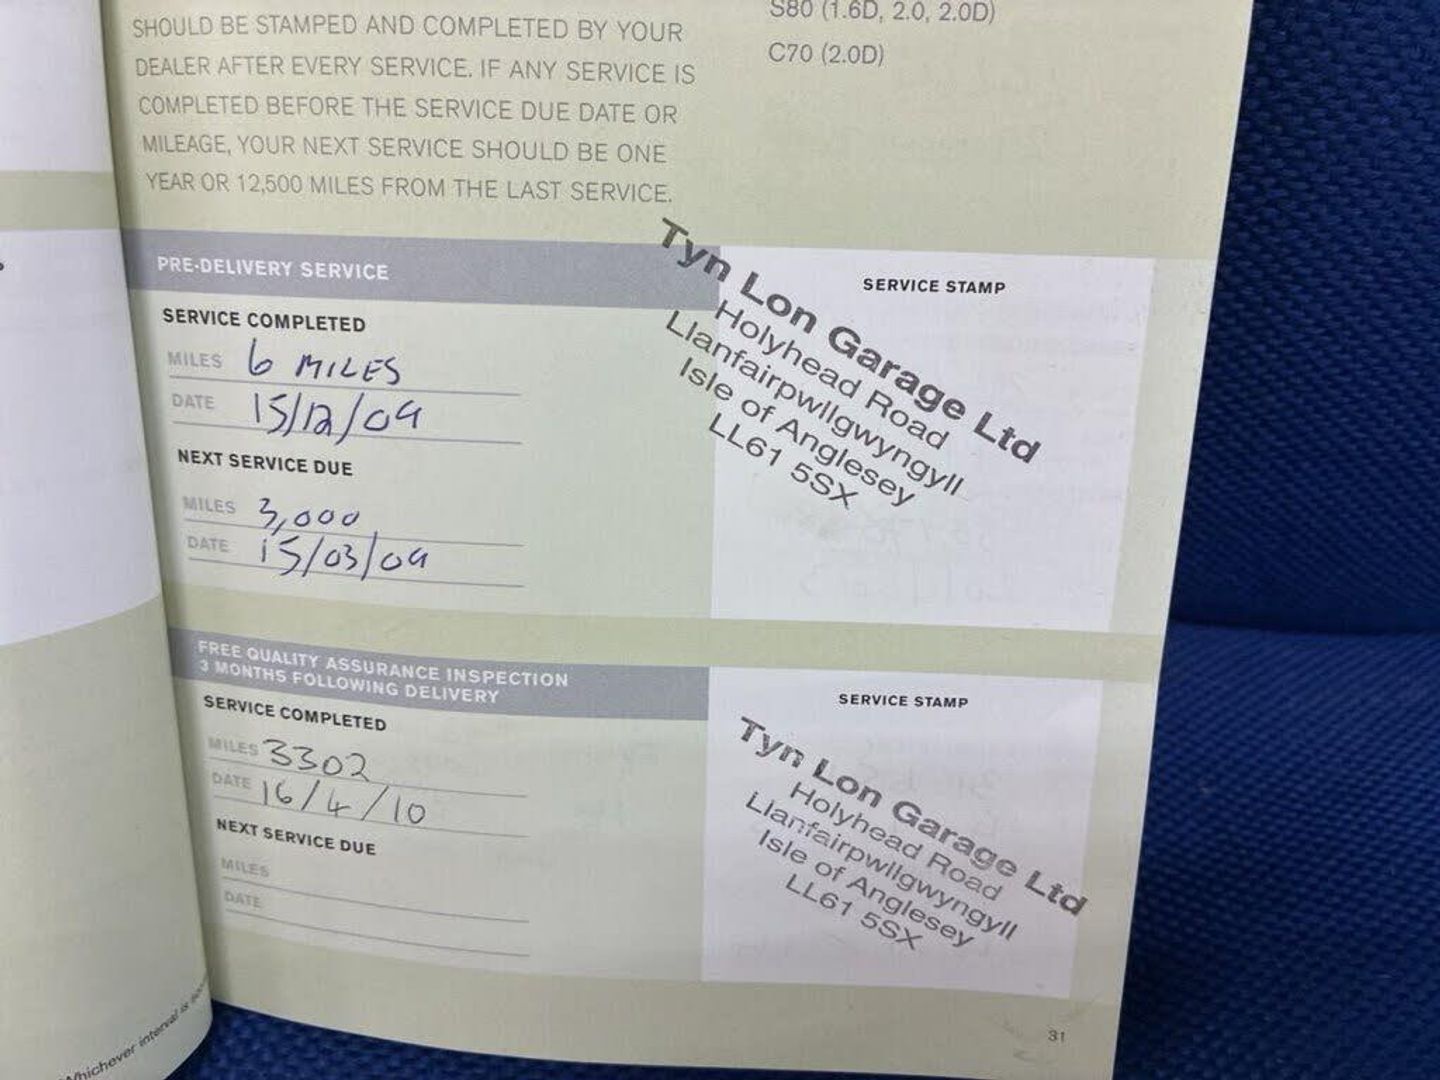 S80 (1.6D, 2.0, 2.0D)
C70 (2.0D)
SHOULD BE STAMPED AND COMPLETED BY YOUR
DEALER AFTER EVERY SERVICE. IF ANY SERVICE IS
COMPLETED BEFORE THE SERVICE DUE DATE OR
MILEAGE, YOUR NEXT SERVICE SHOULD BE ONE
YEAR OR 12,500 MILES FROM THE LAST SERVICE.
PRE-DELIVERY SERVICE
SERVICE COMPLETED
MILES 6 MILES
DATE 15/12/09
NEXT SERVICE DUE
MILES 3,000
DATE 15/03/09
SERVICE STAMP
Tyn Lon Garage Ltd
Holyhead Road
Llanfairpwllgwyngyll
Isle of Anglesey
LL61 5SX
FREE QUALITY ASSURANCE INSPECTION
3 MONTHS FOLLOWING DELIVERY
SERVICE COMPLETED
MILES 3302
DATE 16/4/10
NEXT SERVICE DUE
MILES
DATE
SERVICE STAMP
Tyn Lon Garage Ltd
Holyhead Road
Llanfairpwllgwyngyll
Isle of Anglesey
LL61 5SX
31
Whichever interval is